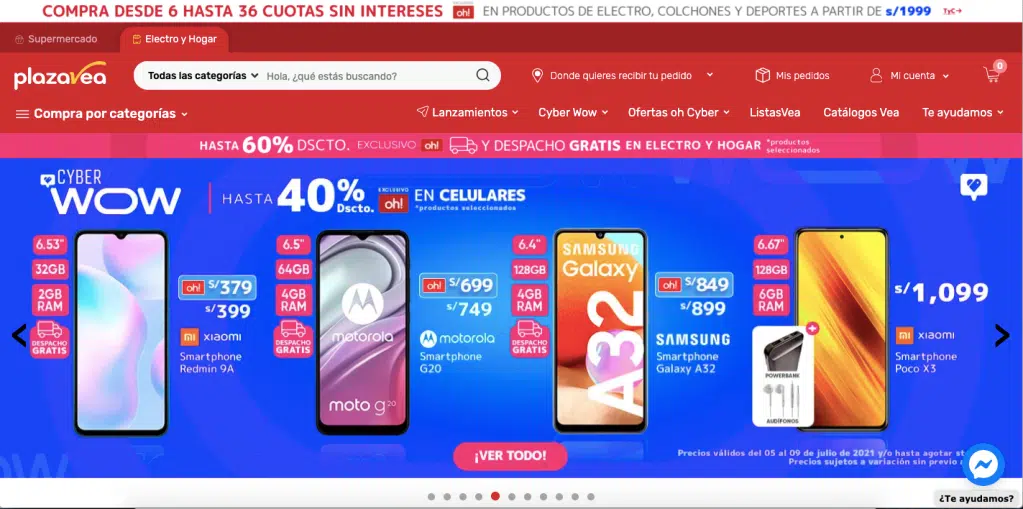 COMPRA DESDE 6 HASTA 36 CUOTAS SIN INTERESES oh! EN PRODUCTOS DE ELECTRO, COLCHONES Y DEPORTES A PARTIR DE s/1999 TyC→
Supermercado
Electro y Hogar
plazavea
Todas las categorías
Hola, ¿qué estás buscando?
Donde quieres recibir tu pedido
Mis pedidos
Mi cuenta
0
Compra por categorías
Lanzamientos
Cyber Wow
Ofertas oh Cyber
ListasVea
Catálogos Vea
Te ayudamos?
HASTA 60% DSCTO. EXCLUSIVO oh! Y DESPACHO GRATIS EN ELECTRO Y HOGAR *productos seleccionados
CYBER
WOW
HASTA 40% Dscto. EXCLUSIVO oh! EN CELULARES
*productos seleccionados
6.53"
32GB
2GB RAM
DESPACHO GRATIS
oh! S/379
S/399
mi xiaomi
Smartphone
Redmin 9A
6.5"
64GB
4GB RAM
DESPACHO GRATIS
motorola
moto g20
oh! S/699
S/749
motorola
Smartphone
G20
6.4"
128GB
4GB RAM
DESPACHO GRATIS
SAMSUNG
Galaxy
A32
oh! S/849
S/899
SAMSUNG
Smartphone
Galaxy A32
6.67"
128GB
6GB RAM
POWERBANK
AUDÍFONOS
S/1,099
mi xiaomi
Smartphone
Poco X3
¡VER TODO!
Precios válidos del 05 al 09 de julio de 2021 y/o hasta agotar
Precios sujetos a variación sin previo
¿Te ayudamos?